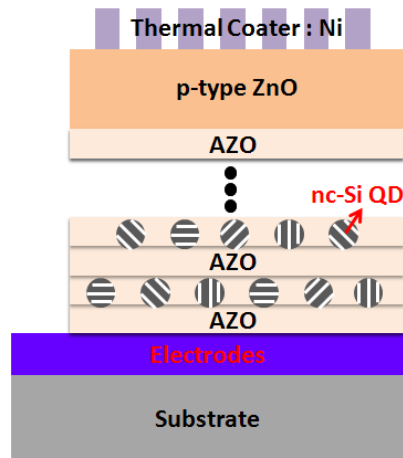 Thermal Coater : Ni
p-type ZnO
AZO
nc-Si QD
AZO
AZO
Electrodes
Substrate